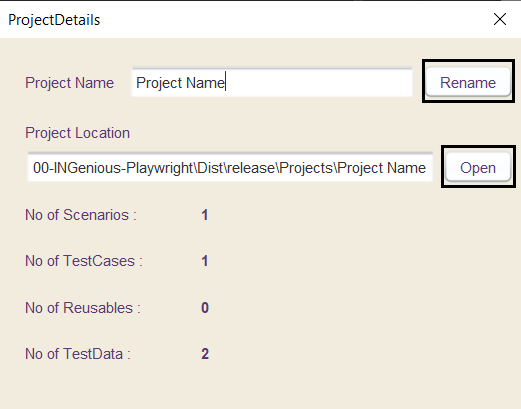 ProjectDetails
Project Name Project Name Rename
Project Location
00-INGenious-Playwright\Dist\release\Projects\Project Name Open
No of Scenarios : 1
No of TestCases : 1
No of Reusables : 0
No of TestData : 2